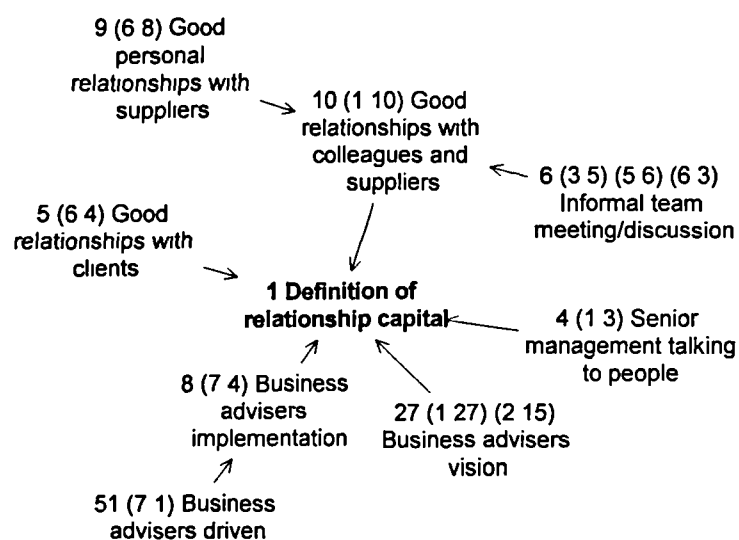 9 (6 8) Good
personal
relationships with
suppliers
10 (1 10) Good
relationships with
colleagues and
suppliers
6 (3 5) (5 6) (6 3)
Informal team
meeting/discussion
5 (6 4) Good
relationships with
clients
1 Definition of
relationship capital
4 (1 3) Senior
management talking
to people
8 (7 4) Business
advisers
implementation
27 (1 27) (2 15)
Business advisers
vision
51 (7 1) Business
advisers driven